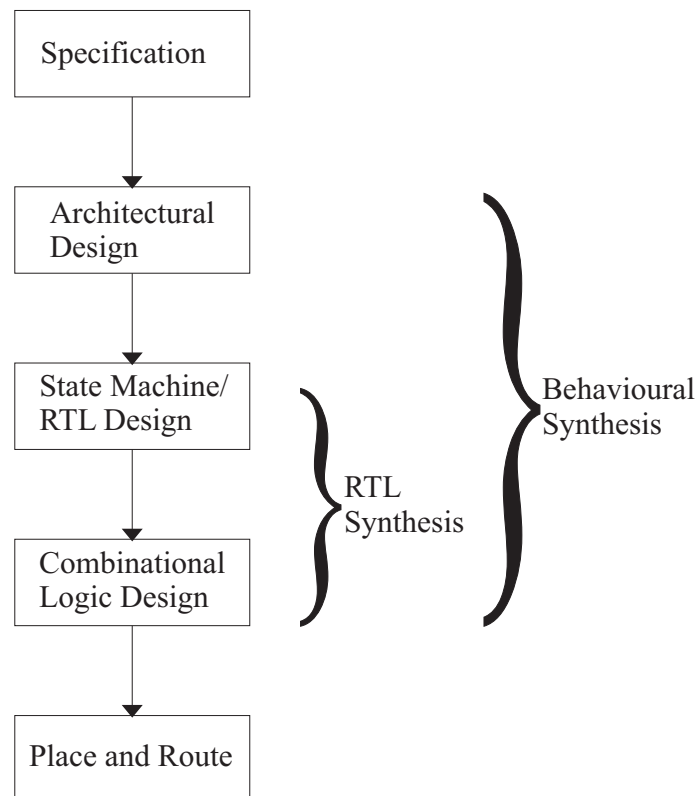 Specification
Architectural
Design
State Machine/
RTL Design
Behavioural
Synthesis
RTL
Synthesis
Combinational
Logic Design
Place and Route